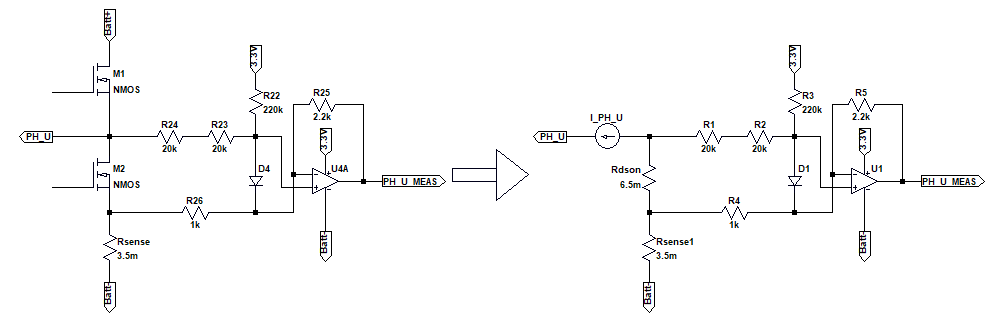 Batt+
M1
NMOS
3.3V
R22
220k
R25
2.2k
PH_U
R24
20k
R23
20k
3.3V
M2
NMOS
D4
U4A
PH_U_MEAS
R26
1k
Rsense
3.5m
Batt-
Batt-
3.3V
R3
220k
R5
2.2k
I_PH_U
PH_U
R1
20k
R2
20k
3.3V
Rdson
6.5m
D1
U1
PH_U_MEAS
R4
1k
Rsense1
3.5m
Batt-
Batt-